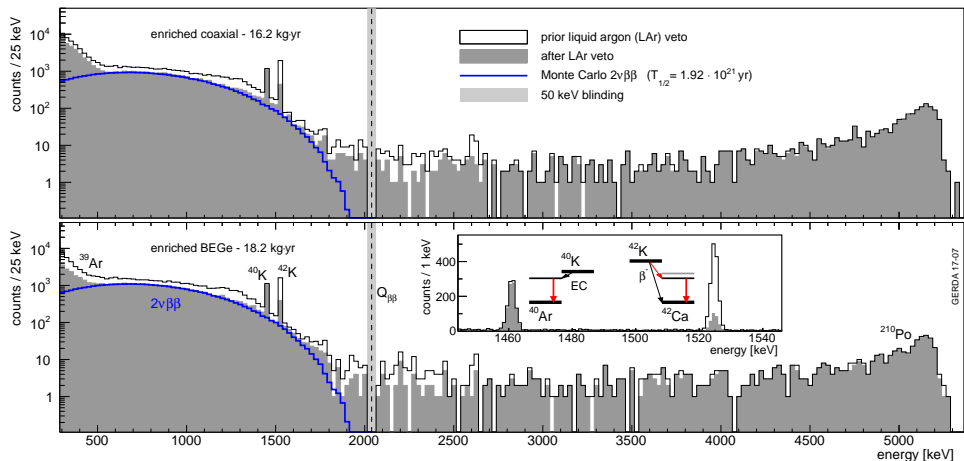 counts / 25 keV
10⁴
10³
10²
10
1
enriched coaxial - 16.2 kg·yr
prior liquid argon (LAr) veto
after LAr veto
Monte Carlo 2νββ (T₁/₂ = 1.92 · 10²¹ yr)
50 keV blinding
counts / 25 keV
10⁴
10³
10²
10
1
enriched BEGe - 18.2 kg·yr
³⁹Ar
⁴⁰K
⁴²K
2νββ
Qββ
counts / 1 keV
400
200
0
⁴⁰K
EC
⁴⁰Ar
⁴²K
β⁻
⁴²Ca
1460 1480 1500 1520 1540
energy [keV]
²¹⁰Po
GERDA 17-07
500 1000 1500 2000 2500 3000 3500 4000 4500 5000
energy [keV]